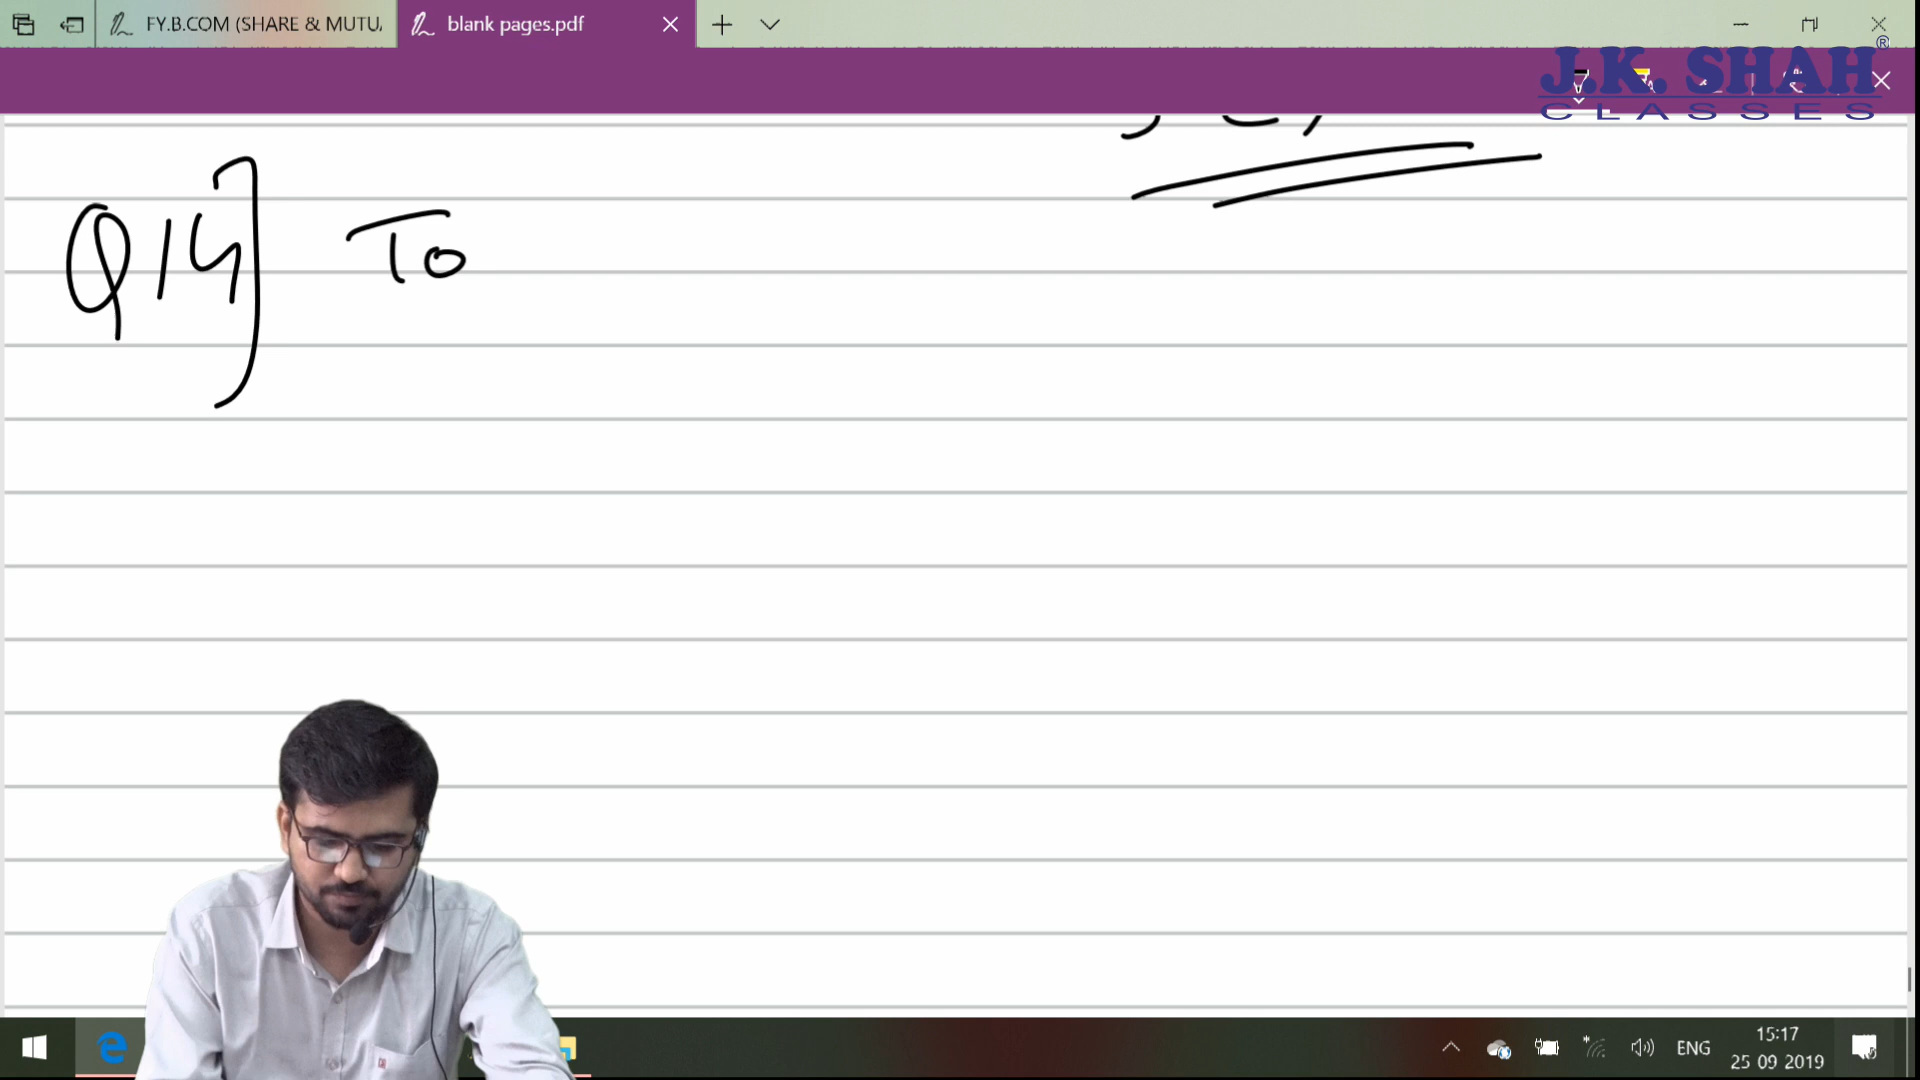 FY.B.COM (SHARE & MUTU
blank pages.pdf
J.K. SHAH®
CLASSES
Q14] To
ENG
15:17
25-09-2019